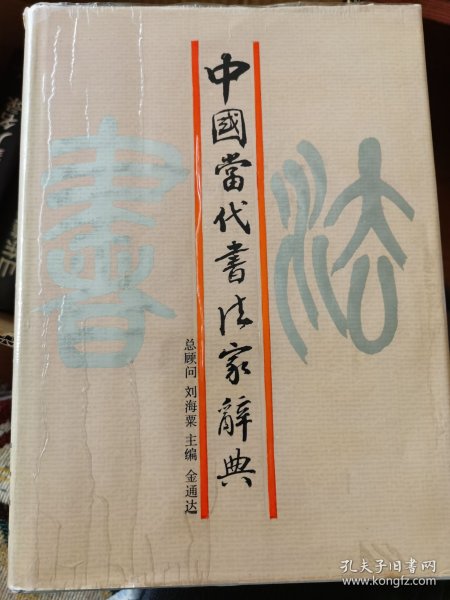 中國當代書法家辭典
总顾问 刘海粟 主编 金通达
書法
孔夫子旧书网
www.kongfz.com